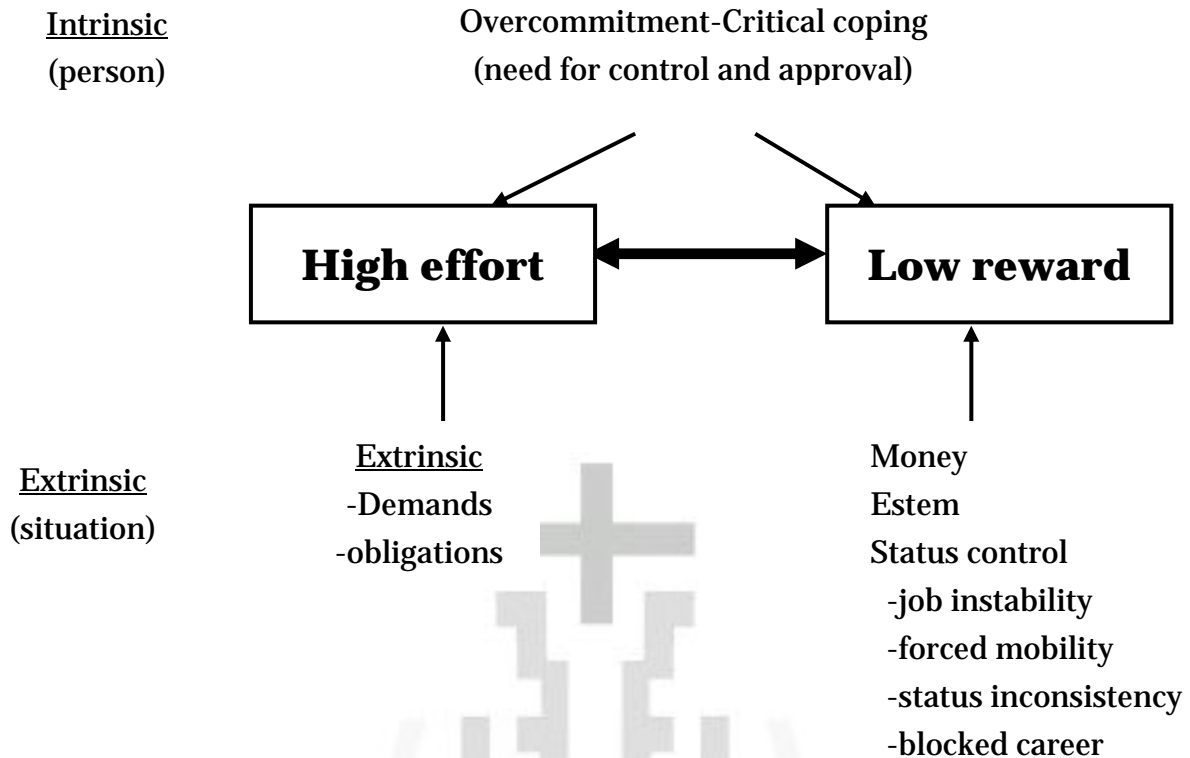 Intrinsic
(person)
Overcommitment-Critical coping
(need for control and approval)
High effort
Low reward
Extrinsic
(situation)
Extrinsic
-Demands
-obligations
Money
Estem
Status control
-job instability
-forced mobility
-status inconsistency
-blocked career